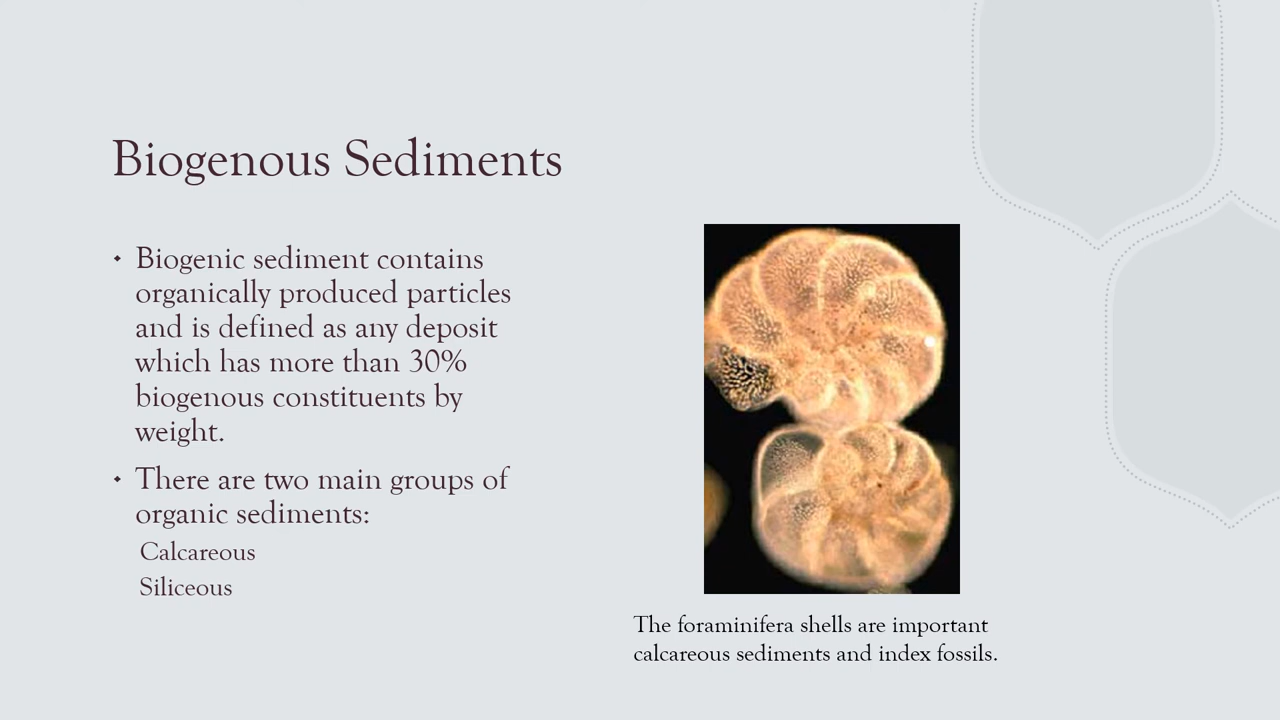 Biogenous Sediments
• Biogenic sediment contains
organically produced particles
and is defined as any deposit
which has more than 30%
biogenous constituents by
weight.
• There are two main groups of
organic sediments:
Calcareous
Siliceous
The foraminifera shells are important
calcareous sediments and index fossils.